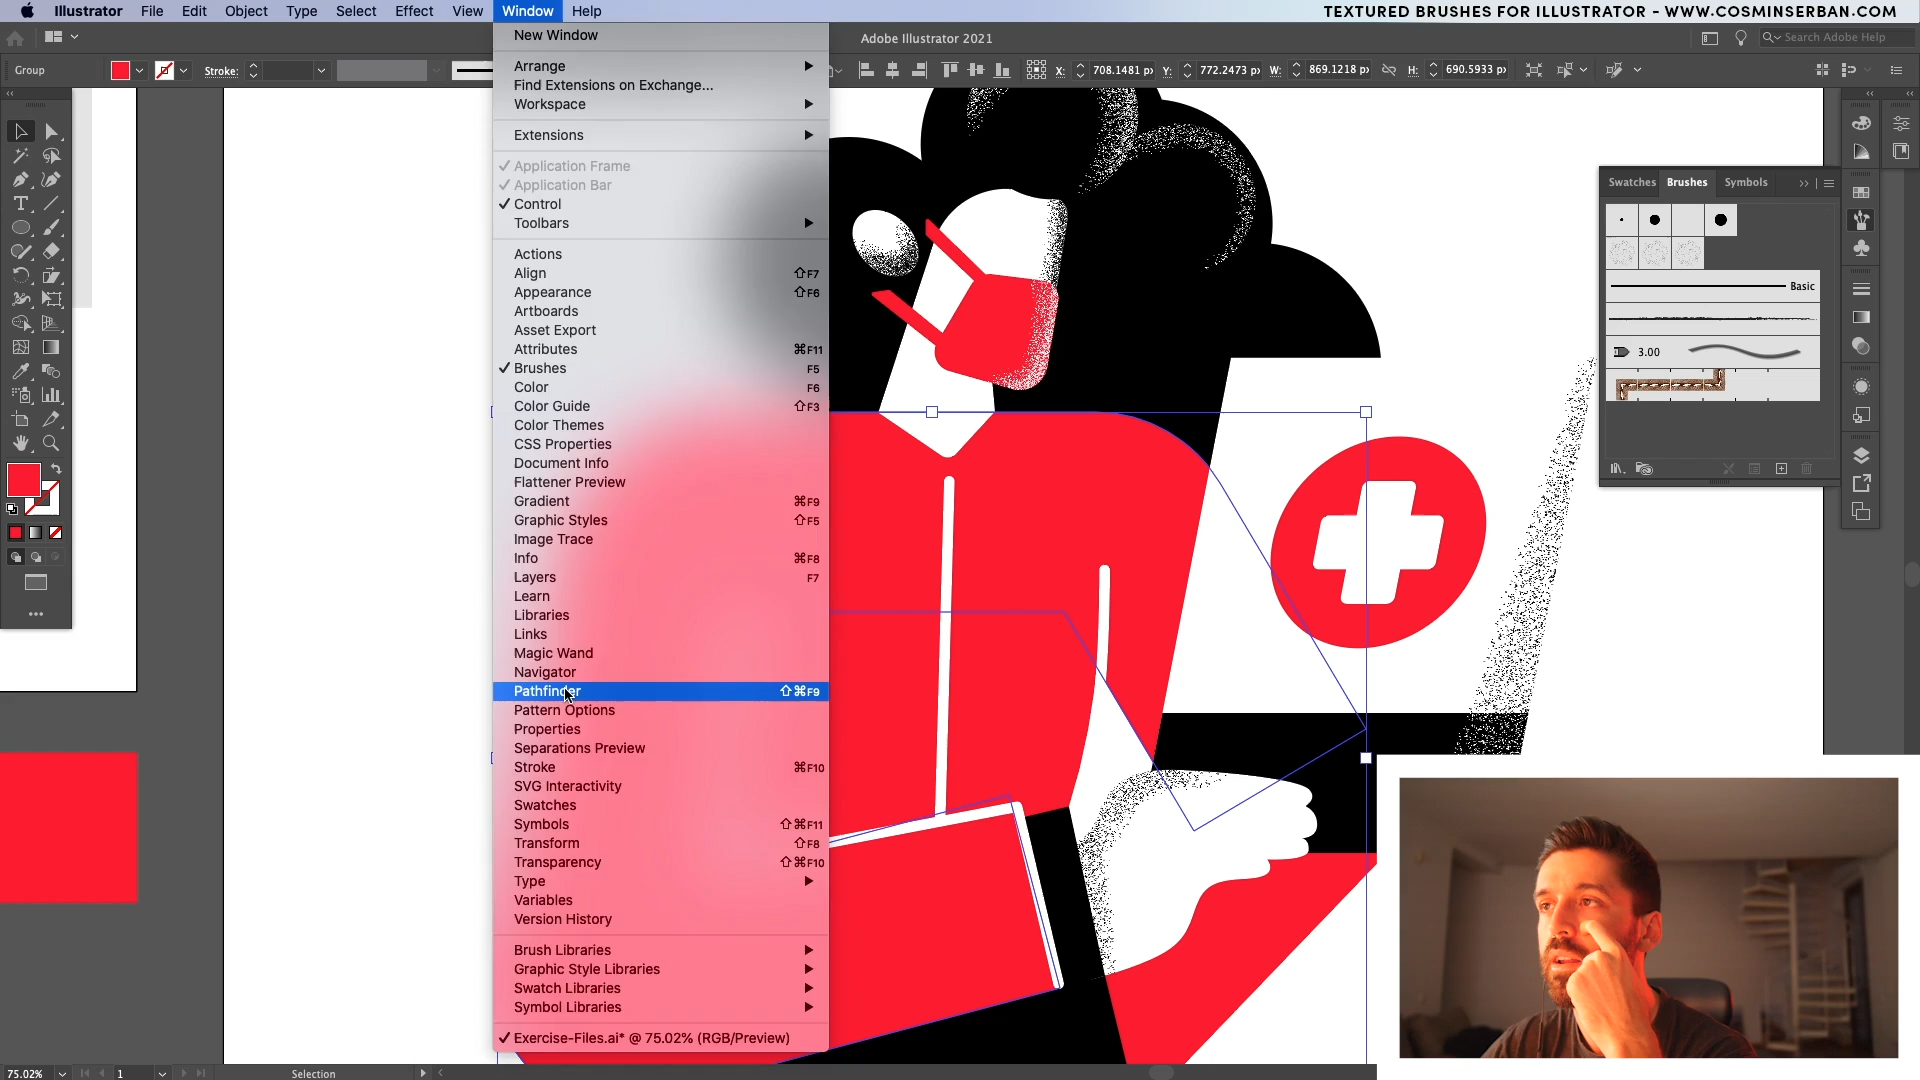 Illustrator File Edit Object Type Select Effect View Window Help
TEXTURED BRUSHES FOR ILLUSTRATOR - WWW.COSMINSERBAN.COM
New Window
Adobe Illustrator 2021
Search Adobe Help
Group
Stroke:
X: 708.1481 px Y: 772.2473 px W: 869.1218 px H: 690.5933 px
Arrange
Find Extensions on Exchange...
Workspace
Extensions
Application Frame
Application Bar
Control
Toolbars
Actions
Align ⇧F7
Appearance ⇧F6
Artboards
Asset Export
Attributes ⌘F11
Brushes F5
Color F6
Color Guide ⇧F3
Color Themes
CSS Properties
Document Info
Flattener Preview
Gradient ⌘F9
Graphic Styles ⇧F5
Image Trace
Info ⌘F8
Layers F7
Learn
Libraries
Links
Magic Wand
Navigator
Pathfinder ⇧⌘F9
Pattern Options
Properties
Separations Preview
Stroke ⌘F10
SVG Interactivity
Swatches
Symbols ⇧⌘F11
Transform ⇧F8
Transparency ⇧⌘F10
Type
Variables
Version History
Brush Libraries
Graphic Style Libraries
Swatch Libraries
Symbol Libraries
Exercise-Files.ai* @ 75.02% (RGB/Preview)
Swatches Brushes Symbols
Basic
3.00
75.02% 1 Selection